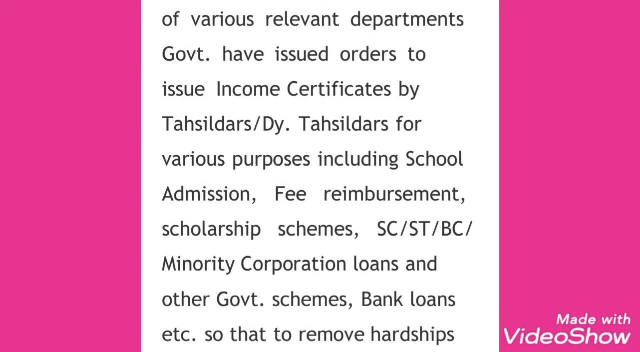 of various relevant departments
Govt. have issued orders to
issue Income Certificates by
Tahsildars/Dy. Tahsildars for
various purposes including School
Admission, Fee reimbursement,
scholarship schemes, SC/ST/BC/
Minority Corporation loans and
other Govt. schemes, Bank loans
etc. so that to remove hardships
Made with
VideoShow